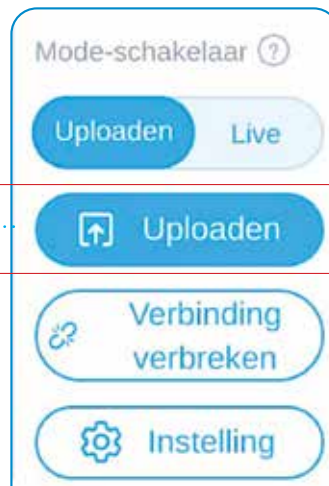 Mode-schakelaar ?
Uploaden Live
Uploaden
Verbinding
verbreken
Instelling